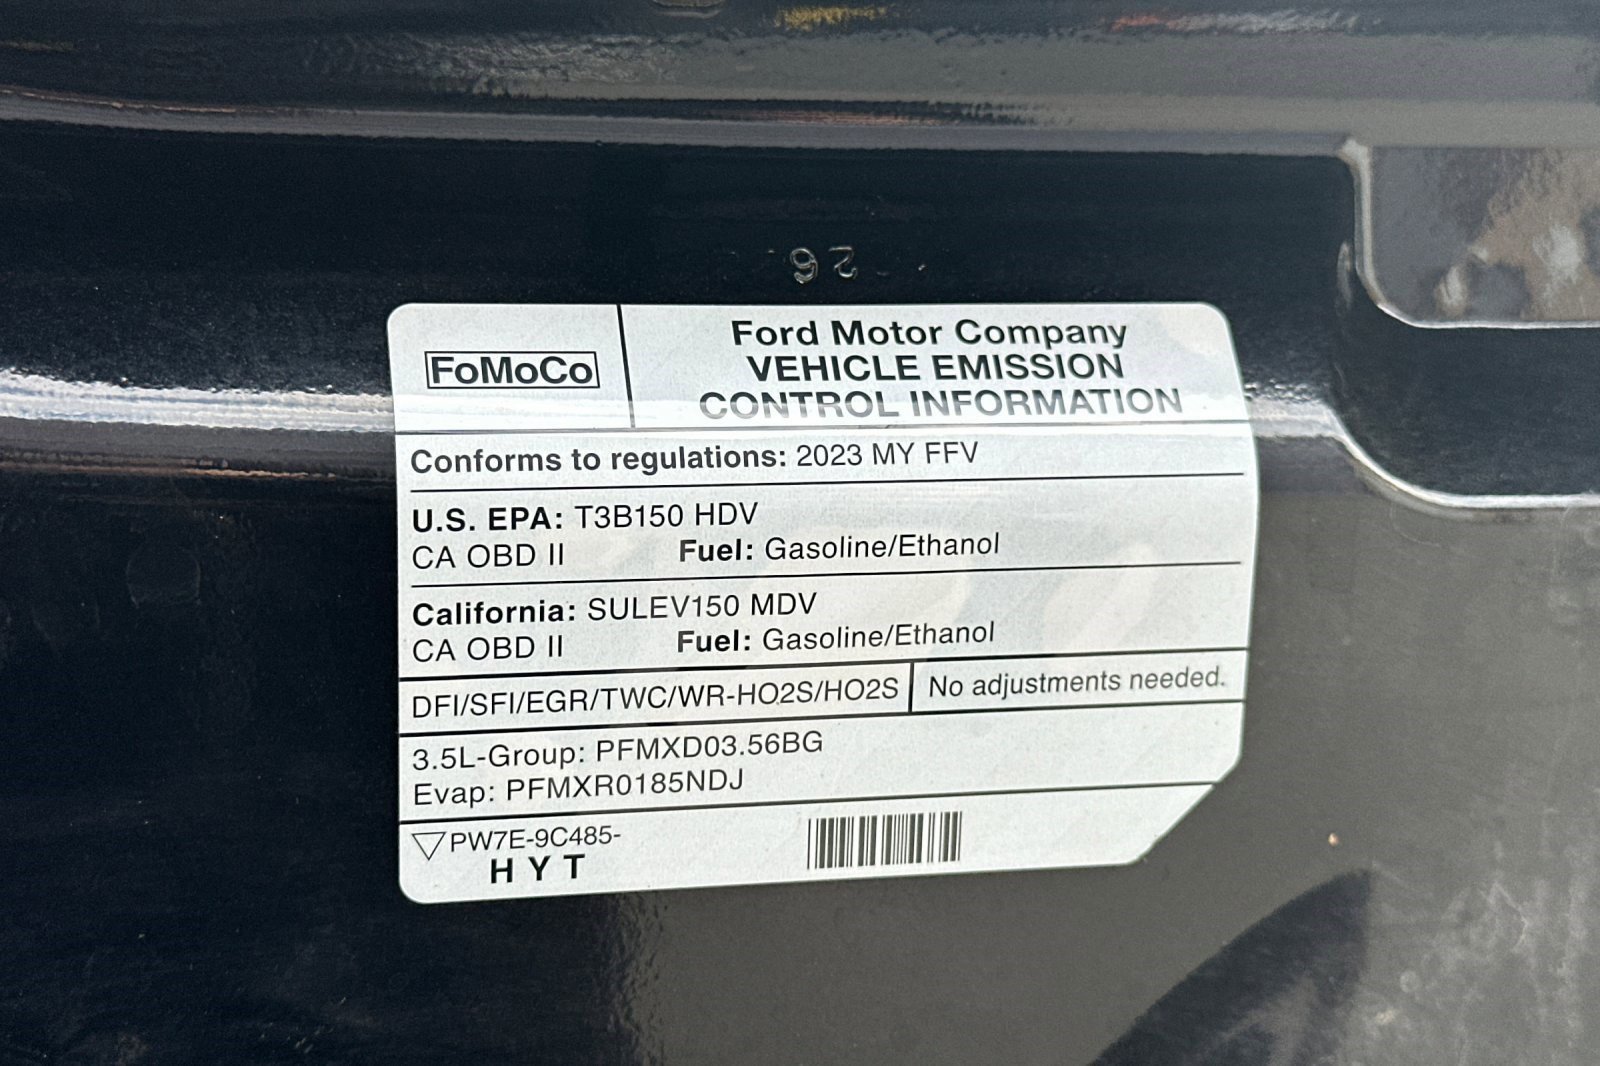 26
FoMoCo
Ford Motor Company
VEHICLE EMISSION
CONTROL INFORMATION
Conforms to regulations: 2023 MY FFV
U.S. EPA: T3B150 HDV
CA OBD II Fuel: Gasoline/Ethanol
California: SULEV150 MDV
CA OBD II Fuel: Gasoline/Ethanol
DFI/SFI/EGR/TWC/WR-HO2S/HO2S No adjustments needed.
3.5L-Group: PFMXD03.56BG
Evap: PFMXR0185NDJ
PW7E-9C485-
HYT